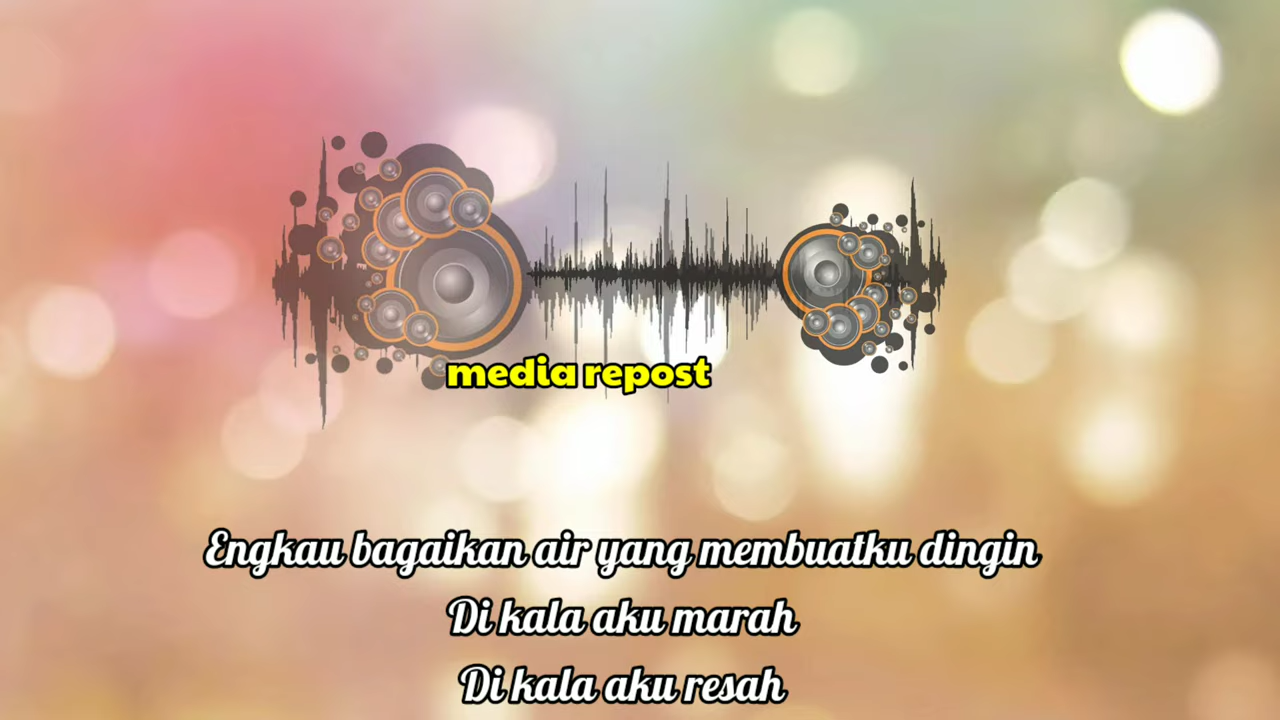 media repost
Engkau bagaikan air yang membuatku dingin
Di kala aku marah
Di kala aku resah